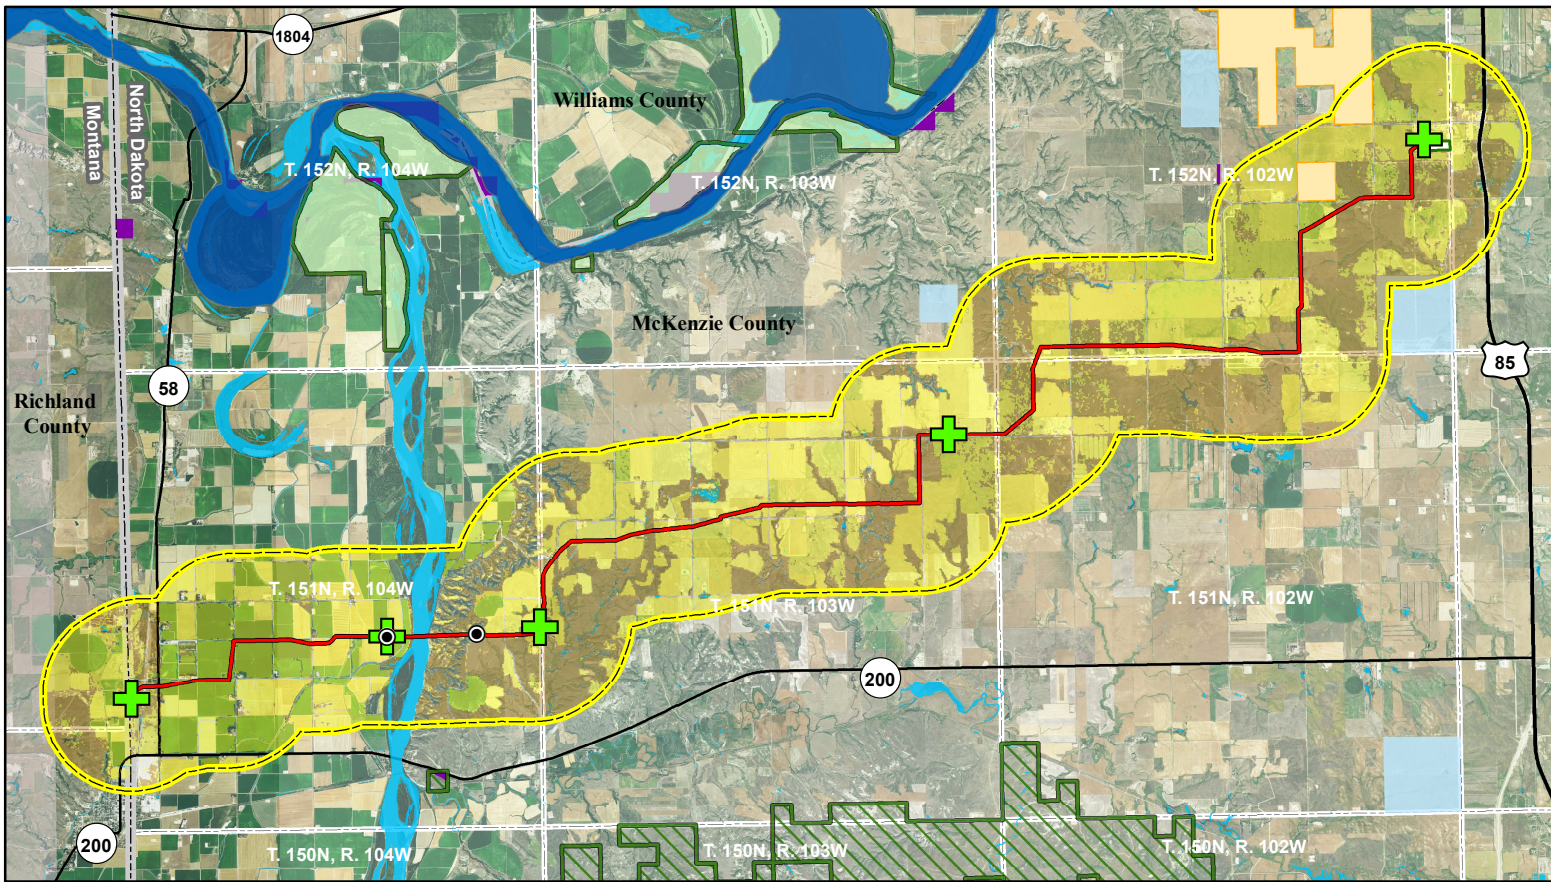 1804
Williams County
North Dakota
Montana
T. 152N, R. 104W
T. 152N, R. 103W
T. 152N, R. 102W
McKenzie County
58
85
Richland
County
T. 151N, R. 104W
T. 151N, R. 103W
T. 151N, R. 102W
200
200
T. 150N, R. 104W
T. 150N, R. 103W
T. 150N, R. 102W